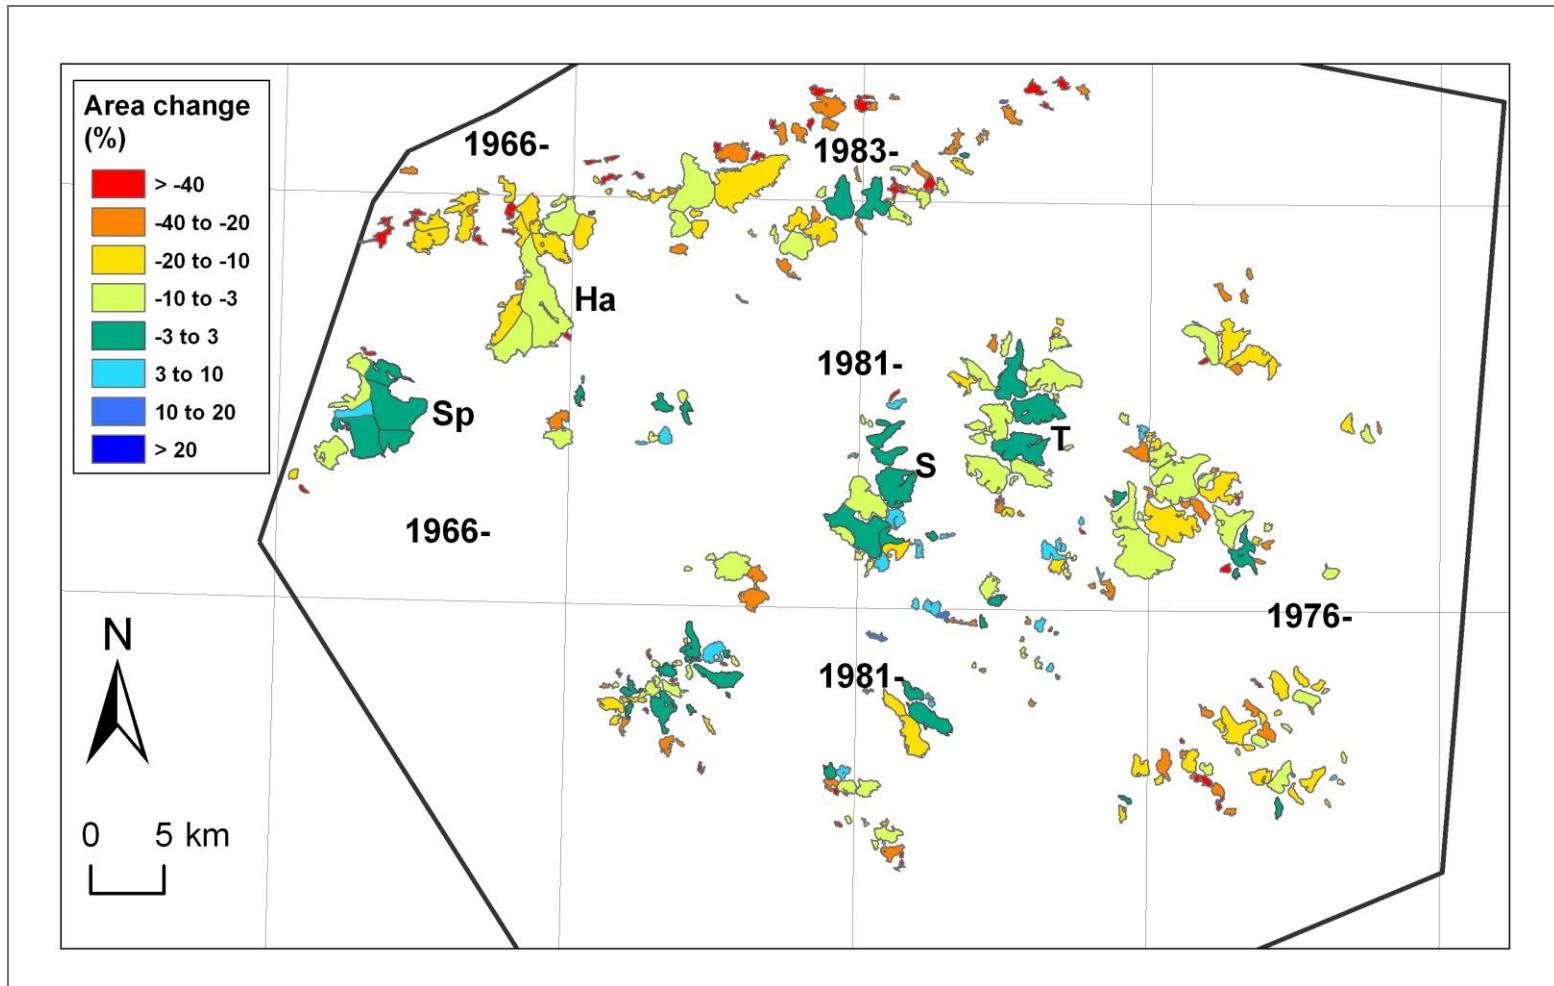 Area change
(%)
> -40
-40 to -20
-20 to -10
-10 to -3
-3 to 3
3 to 10
10 to 20
> 20
1966-
1983-
Ha
1981-
Sp
T
S
1966-
1976-
1981-
N
0 5 km